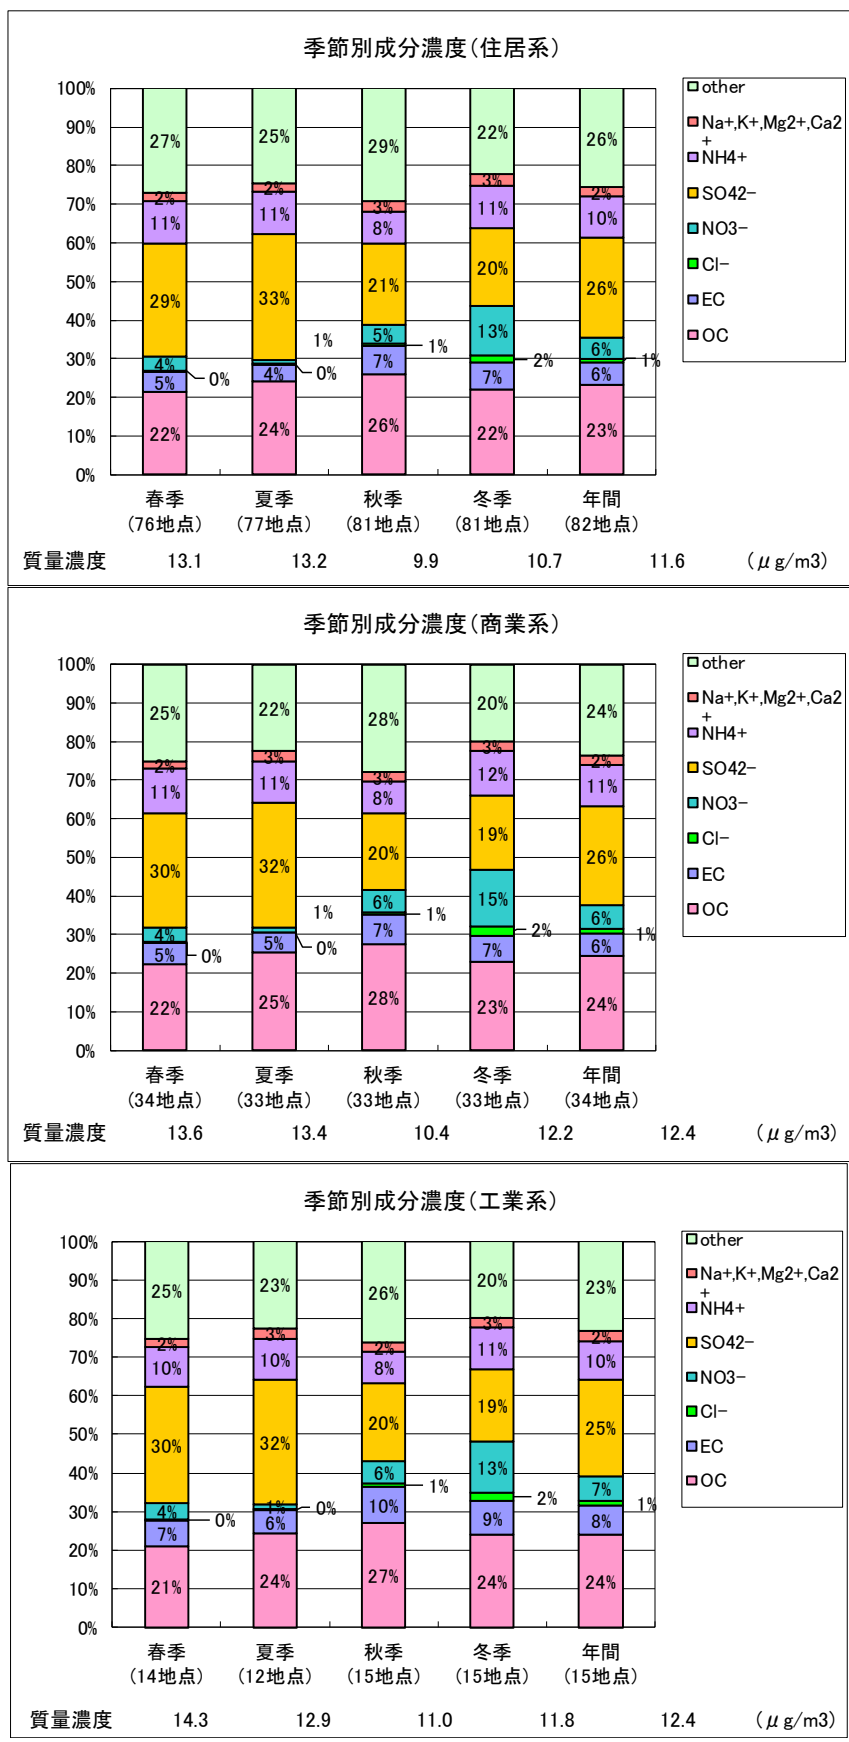 季節別成分濃度(住居系)
100%
90%
80%
70%
60%
50%
40%
30%
20%
10%
0%
27% 25% 29% 22% 26%
2% 2% 3% 3% 2%
11% 11% 8% 11% 10%
29% 33% 21% 20% 26%
4% 1% 5% 13% 6%
0% 0% 1% 2% 1%
5% 4% 7% 7% 6%
22% 24% 26% 22% 23%
other
Na+,K+,Mg2+,Ca2
+
NH4+
SO42−
NO3−
Cl−
EC
OC
春季 夏季 秋季 冬季 年間
(76地点) (77地点) (81地点) (81地点) (82地点)
質量濃度 13.1 13.2 9.9 10.7 11.6 (μg/m3)
季節別成分濃度(商業系)
100%
90%
80%
70%
60%
50%
40%
30%
20%
10%
0%
25% 22% 28% 20% 24%
2% 3% 3% 3% 2%
11% 11% 8% 12% 11%
30% 32% 20% 19% 26%
4% 1% 6% 15% 6%
0% 0% 1% 2% 1%
5% 5% 7% 7% 6%
22% 25% 28% 23% 24%
other
Na+,K+,Mg2+,Ca2
+
NH4+
SO42−
NO3−
Cl−
EC
OC
春季 夏季 秋季 冬季 年間
(34地点) (33地点) (33地点) (33地点) (34地点)
質量濃度 13.6 13.4 10.4 12.2 12.4 (μg/m3)
季節別成分濃度(工業系)
100%
90%
80%
70%
60%
50%
40%
30%
20%
10%
0%
25% 23% 26% 20% 23%
2% 3% 2% 3% 2%
10% 10% 8% 11% 10%
30% 32% 20% 19% 25%
4% 1% 6% 13% 7%
0% 0% 1% 2% 1%
7% 6% 10% 9% 8%
21% 24% 27% 24% 24%
other
Na+,K+,Mg2+,Ca2
+
NH4+
SO42−
NO3−
Cl−
EC
OC
春季 夏季 秋季 冬季 年間
(14地点) (12地点) (15地点) (15地点) (15地点)
質量濃度 14.3 12.9 11.0 11.8 12.4 (μg/m3)